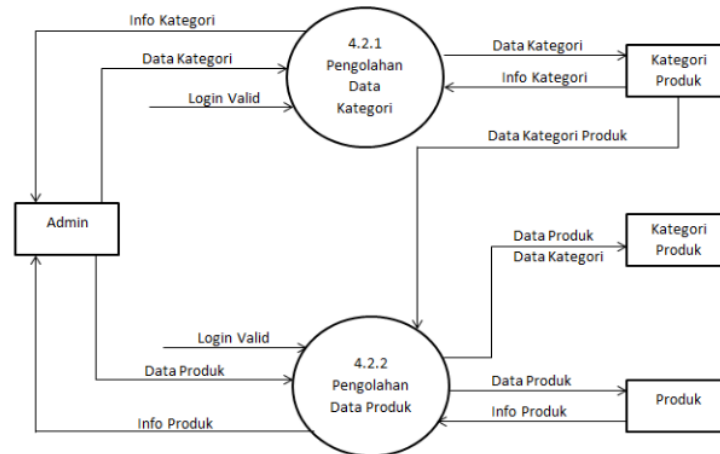 Info Kategori
4.2.1
Pengolahan
Data
Kategori
Data Kategori
Data Kategori
Info Kategori
Login Valid
Kategori
Produk
Data Kategori Produk
Admin
Kategori
Produk
Data Produk
Data Kategori
Login Valid
4.2.2
Pengolahan
Data Produk
Data Produk
Data Produk
Info Produk
Produk
Info Produk